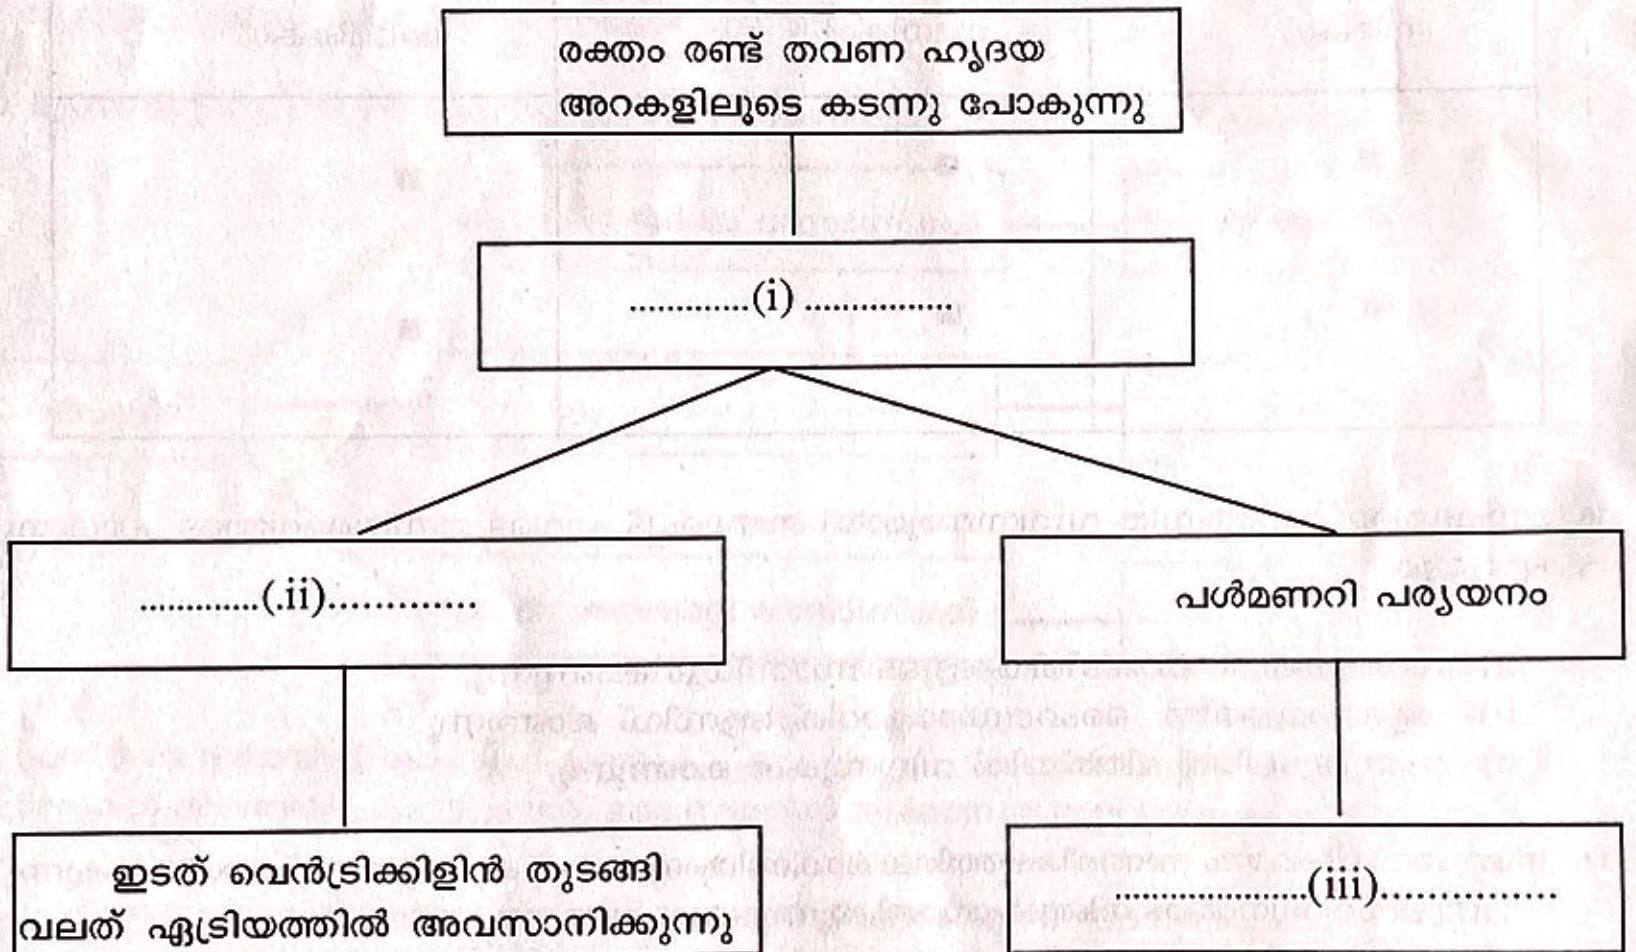 രക്തം രണ്ട് തവണ ഹൃദയ
അറകളിലൂടെ കടന്നു പോകുന്നു
.............(i) ................
.............(.ii).............
പൾമണറി പര്യയനം
ഇടത് വെൻട്രിക്കിളിൻ തുടങ്ങി
വലത് ഏട്രിയത്തിൽ അവസാനിക്കുന്നു
.....................(iii)...................